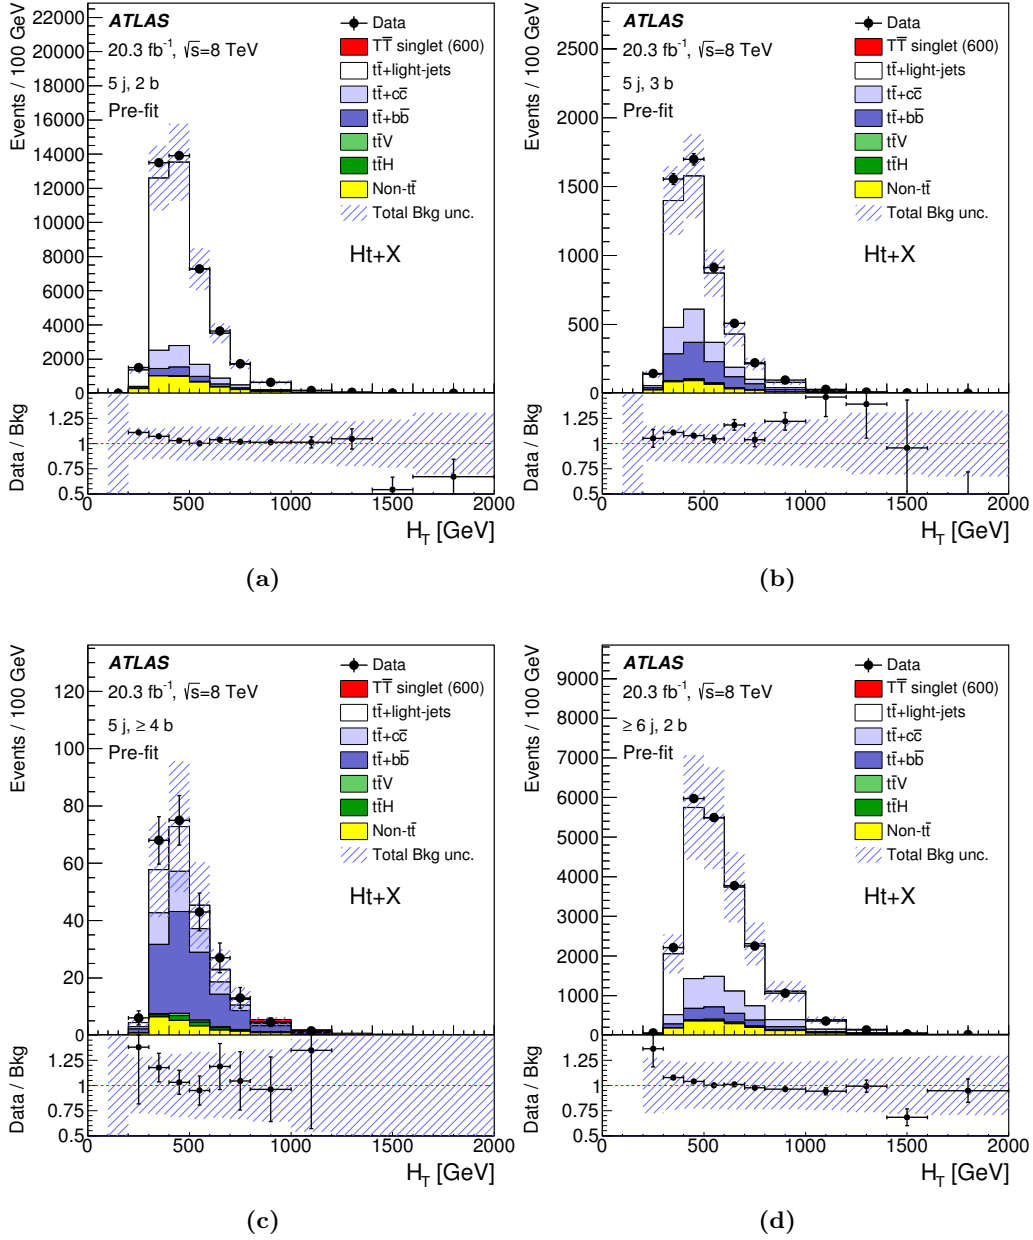 Events / 100 GeV
22000
20000
18000
16000
14000
12000
10000
8000
6000
4000
2000
0
ATLAS
20.3 fb⁻¹, √s=8 TeV
5 j, 2 b
Pre-fit
Data
TT̅ singlet (600)
tt̅+light-jets
tt̅+cc̅
tt̅+bb̅
tt̅V
tt̅H
Non-tt̅
Total Bkg unc.
Ht+X
Data / Bkg
1.25
1
0.75
0.5
0 500 1000 1500 2000
H_T [GeV]
(a)
Events / 100 GeV
2500
2000
1500
1000
500
0
ATLAS
20.3 fb⁻¹, √s=8 TeV
5 j, 3 b
Pre-fit
Data
TT̅ singlet (600)
tt̅+light-jets
tt̅+cc̅
tt̅+bb̅
tt̅V
tt̅H
Non-tt̅
Total Bkg unc.
Ht+X
Data / Bkg
1.25
1
0.75
0.5
0 500 1000 1500 2000
H_T [GeV]
(b)
Events / 100 GeV
120
100
80
60
40
20
0
ATLAS
20.3 fb⁻¹, √s=8 TeV
5 j, ≥ 4 b
Pre-fit
Data
TT̅ singlet (600)
tt̅+light-jets
tt̅+cc̅
tt̅+bb̅
tt̅V
tt̅H
Non-tt̅
Total Bkg unc.
Ht+X
Data / Bkg
1.25
1
0.75
0.5
0 500 1000 1500 2000
H_T [GeV]
(c)
Events / 100 GeV
9000
8000
7000
6000
5000
4000
3000
2000
1000
0
ATLAS
20.3 fb⁻¹, √s=8 TeV
≥ 6 j, 2 b
Pre-fit
Data
TT̅ singlet (600)
tt̅+light-jets
tt̅+cc̅
tt̅+bb̅
tt̅V
tt̅H
Non-tt̅
Total Bkg unc.
Ht+X
Data / Bkg
1.25
1
0.75
0.5
0 500 1000 1500 2000
H_T [GeV]
(d)